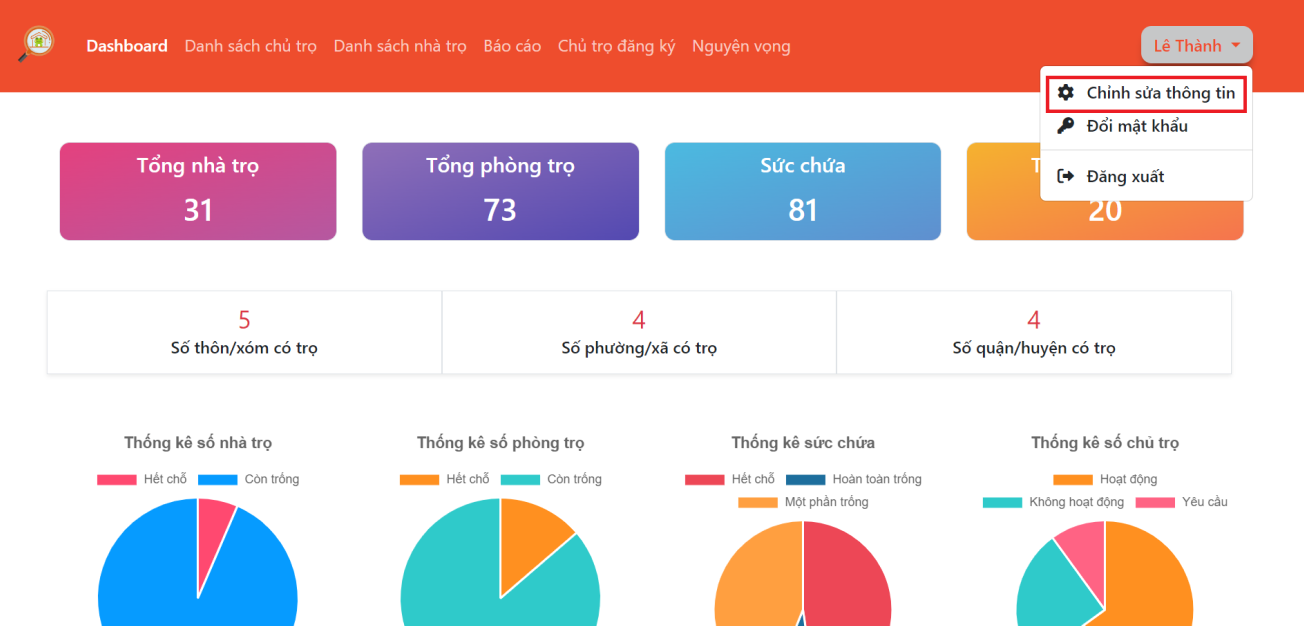 Dashboard Danh sách chủ trọ Danh sách nhà trọ Báo cáo Chủ trọ đăng ký Nguyện vọng
Lê Thành
Chỉnh sửa thông tin
Đổi mật khẩu
Đăng xuất
Tổng nhà trọ
31
Tổng phòng trọ
73
Sức chứa
81
20
5
Số thôn/xóm có trọ
4
Số phường/xã có trọ
4
Số quận/huyện có trọ
Thống kê số nhà trọ
Hết chỗ Còn trống
Thống kê số phòng trọ
Hết chỗ Còn trống
Thống kê sức chứa
Hết chỗ Hoàn toàn trống
Một phần trống
Thống kê số chủ trọ
Hoạt động
Không hoạt động Yêu cầu